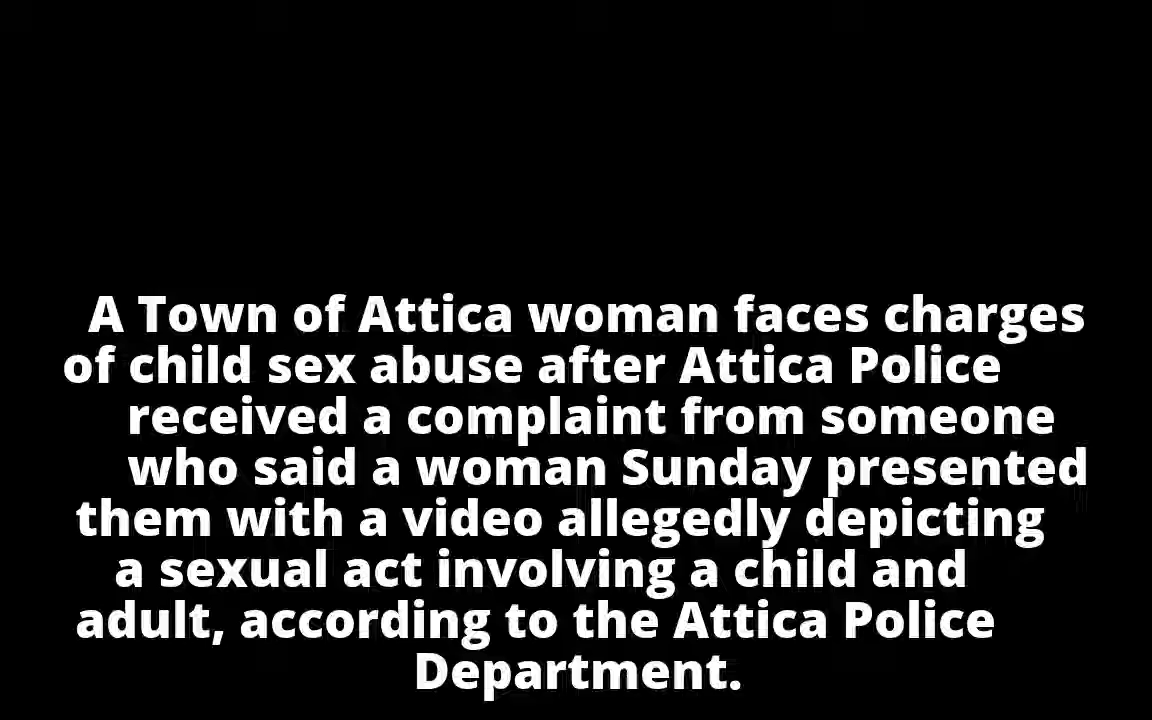 A Town of Attica woman faces charges
of child sex abuse after Attica Police
received a complaint from someone
who said a woman Sunday presented
them with a video allegedly depicting
a sexual act involving a child and
adult, according to the Attica Police
Department.